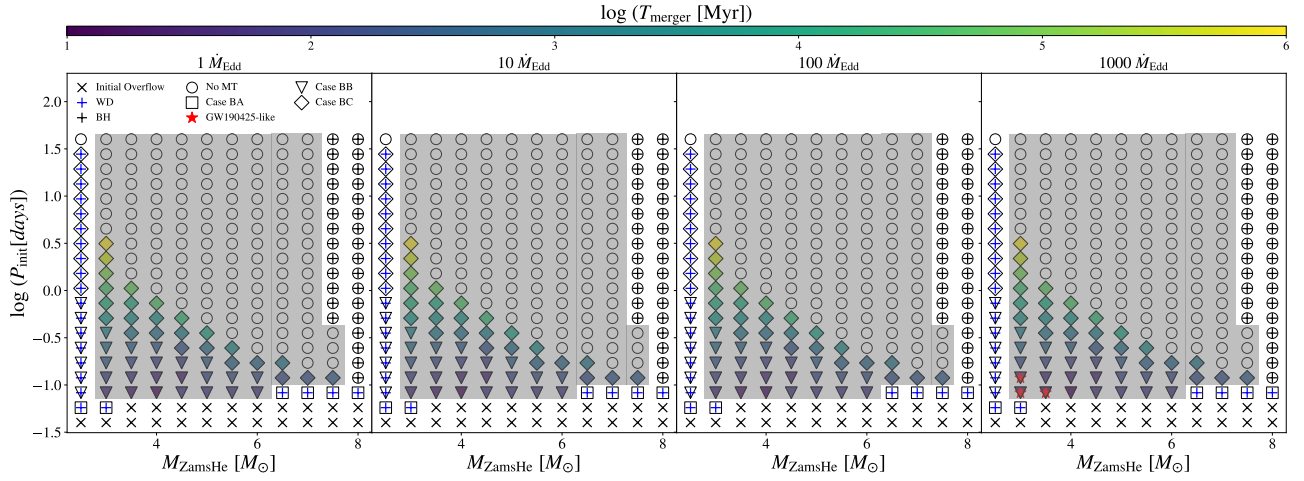 log (T_merger [Myr])
1 2 3 4 5 6
1 Ṁ_Edd 10 Ṁ_Edd 100 Ṁ_Edd 1000 Ṁ_Edd
Initial Overflow No MT Case BB
WD Case BA Case BC
BH GW190425-like
log (P_init[days])
2.0
1.5
1.0
0.5
0.0
−0.5
−1.0
−1.5
4 6 8 4 6 8 4 6 8 4 6 8
M_ZamsHe [M_⊙] M_ZamsHe [M_⊙] M_ZamsHe [M_⊙] M_ZamsHe [M_⊙]